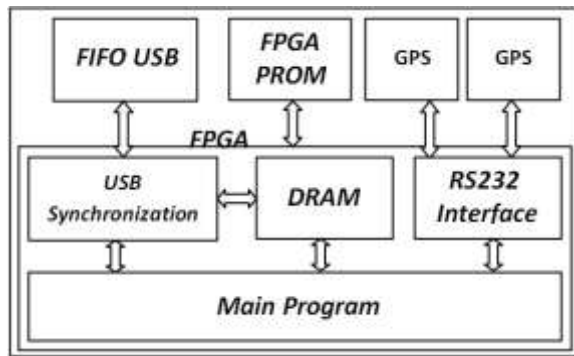 FIFO USB
FPGA
PROM
GPS
GPS
FPGA
USB
Synchronization
DRAM
RS232
Interface
Main Program